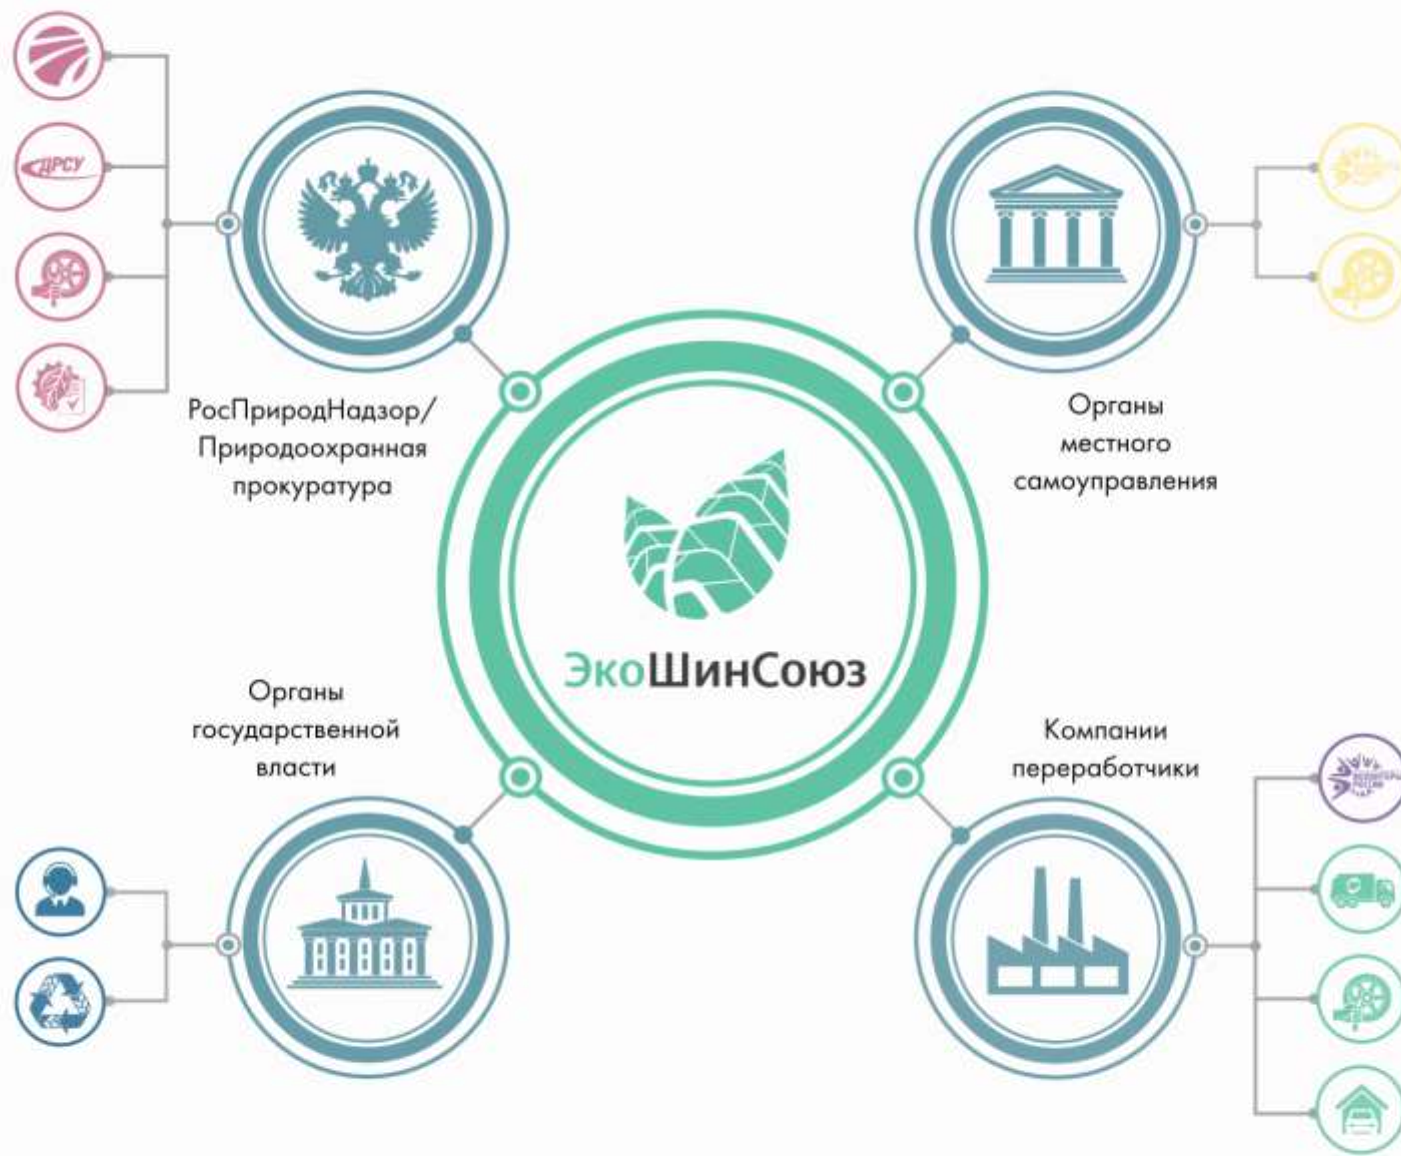 ДРСУ
РосПриродНадзор/
Природоохранная
прокуратура
Органы
местного
самоуправления
ЭкоШинСоюз
Органы
государственной
власти
Компании
переработчики